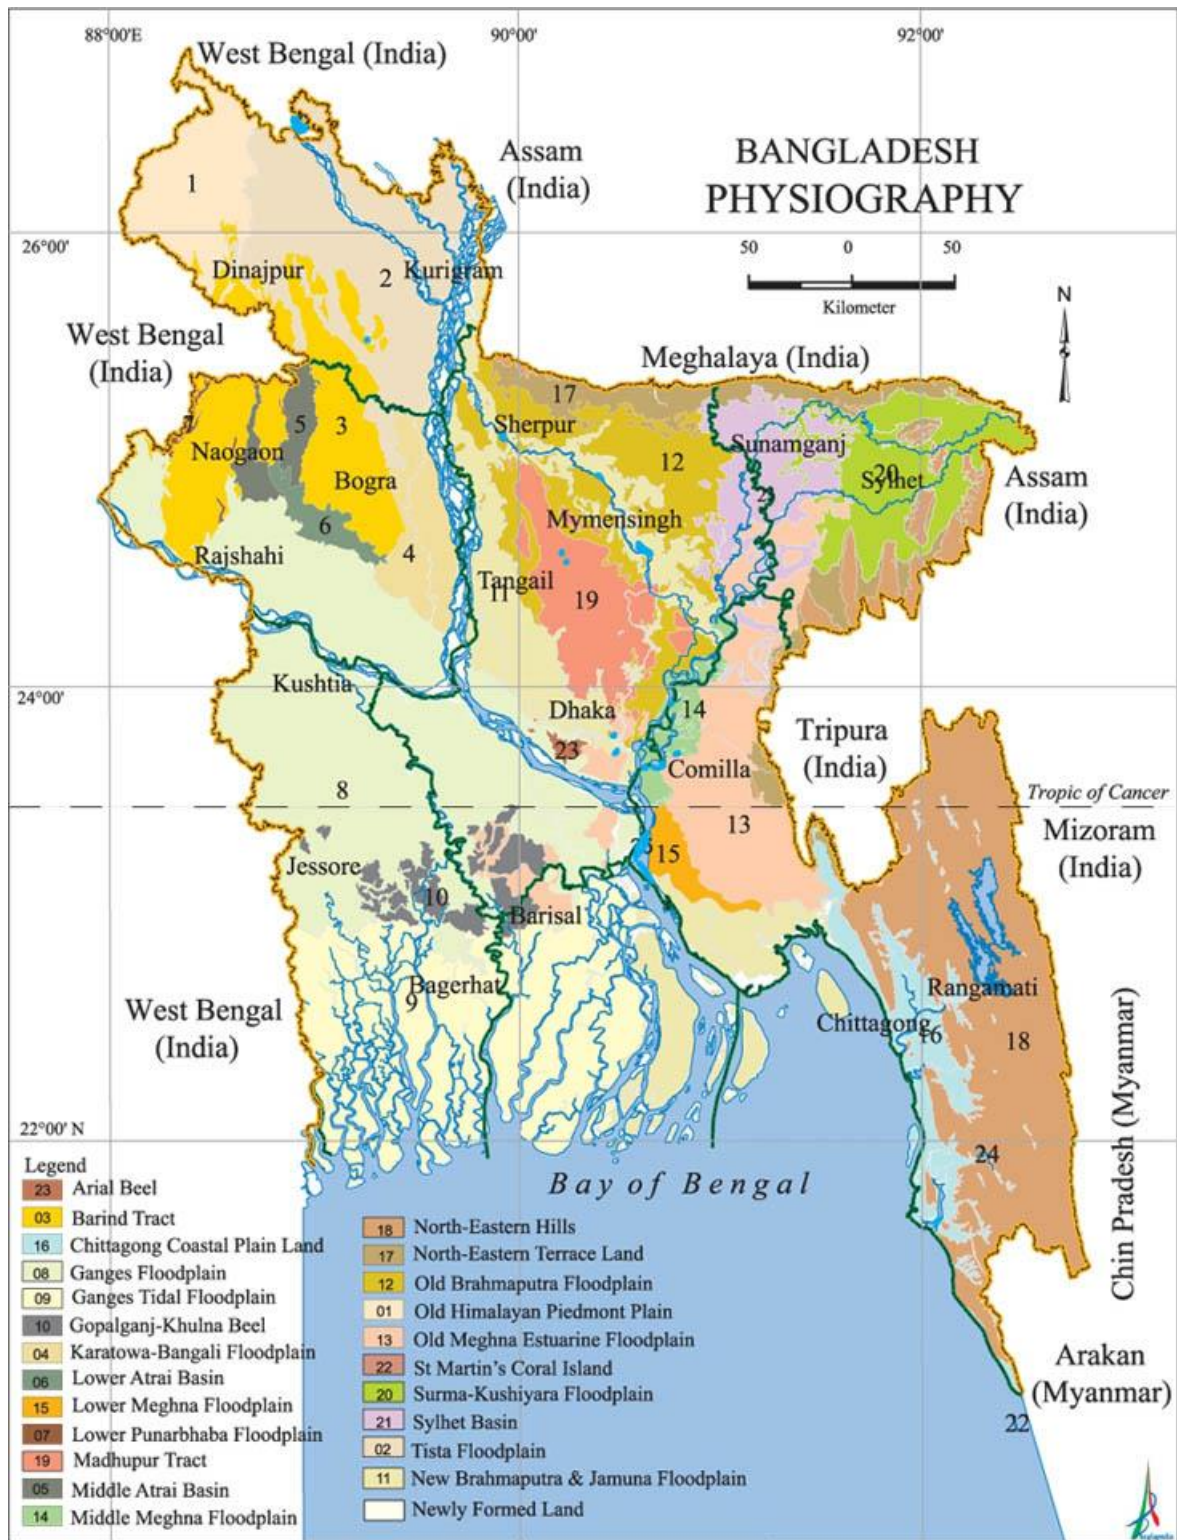 88°00'E
90°00'
92°00'
West Bengal (India)
Assam
(India)
BANGLADESH
PHYSIOGRAPHY
1
26°00'
50 0 50
Kilometer
N
2
Kurigram
Dinajpur
West Bengal
(India)
Meghalaya (India)
17
7
5
3
Sherpur
Naogaon
12
Sunamganj
20
Sylhet
Assam
(India)
Bogra
21
6
Mymensingh
Rajshahi
4
Tangail
11
19
24°00'
Kushtia
Dhaka
14
23
Comilla
Tripura
(India)
8
Tropic of Cancer
13
Mizoram
(India)
15
Jessore
10
Barisal
Bagerhat
9
West Bengal
(India)
Rangamati
Chittagong
16
18
Chin Pradesh (Myanmar)
22°00' N
24
Bay of Bengal
Legend
23 Arial Beel
03 Barind Tract
16 Chittagong Coastal Plain Land
08 Ganges Floodplain
09 Ganges Tidal Floodplain
10 Gopalganj-Khulna Beel
04 Karatowa-Bangali Floodplain
06 Lower Atrai Basin
15 Lower Meghna Floodplain
07 Lower Punarbhaba Floodplain
19 Madhupur Tract
05 Middle Atrai Basin
14 Middle Meghna Floodplain
18 North-Eastern Hills
17 North-Eastern Terrace Land
12 Old Brahmaputra Floodplain
01 Old Himalayan Piedmont Plain
13 Old Meghna Estuarine Floodplain
22 St Martin's Coral Island
20 Surma-Kushiyara Floodplain
21 Sylhet Basin
02 Tista Floodplain
11 New Brahmaputra & Jamuna Floodplain
Newly Formed Land
Arakan
(Myanmar)
22